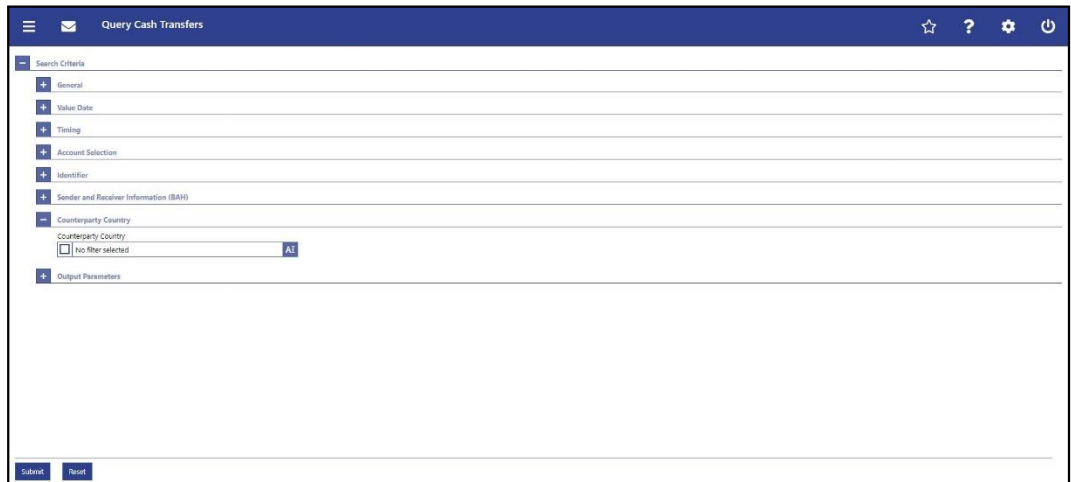 Query Cash Transfers
?
Search Criteria
General
Value Date
Timing
Account Selection
Identifier
Sender and Receiver Information (BAH)
Counterparty Country
Counterparty Country
No filter selected
AI
Output Parameters
Submit Reset